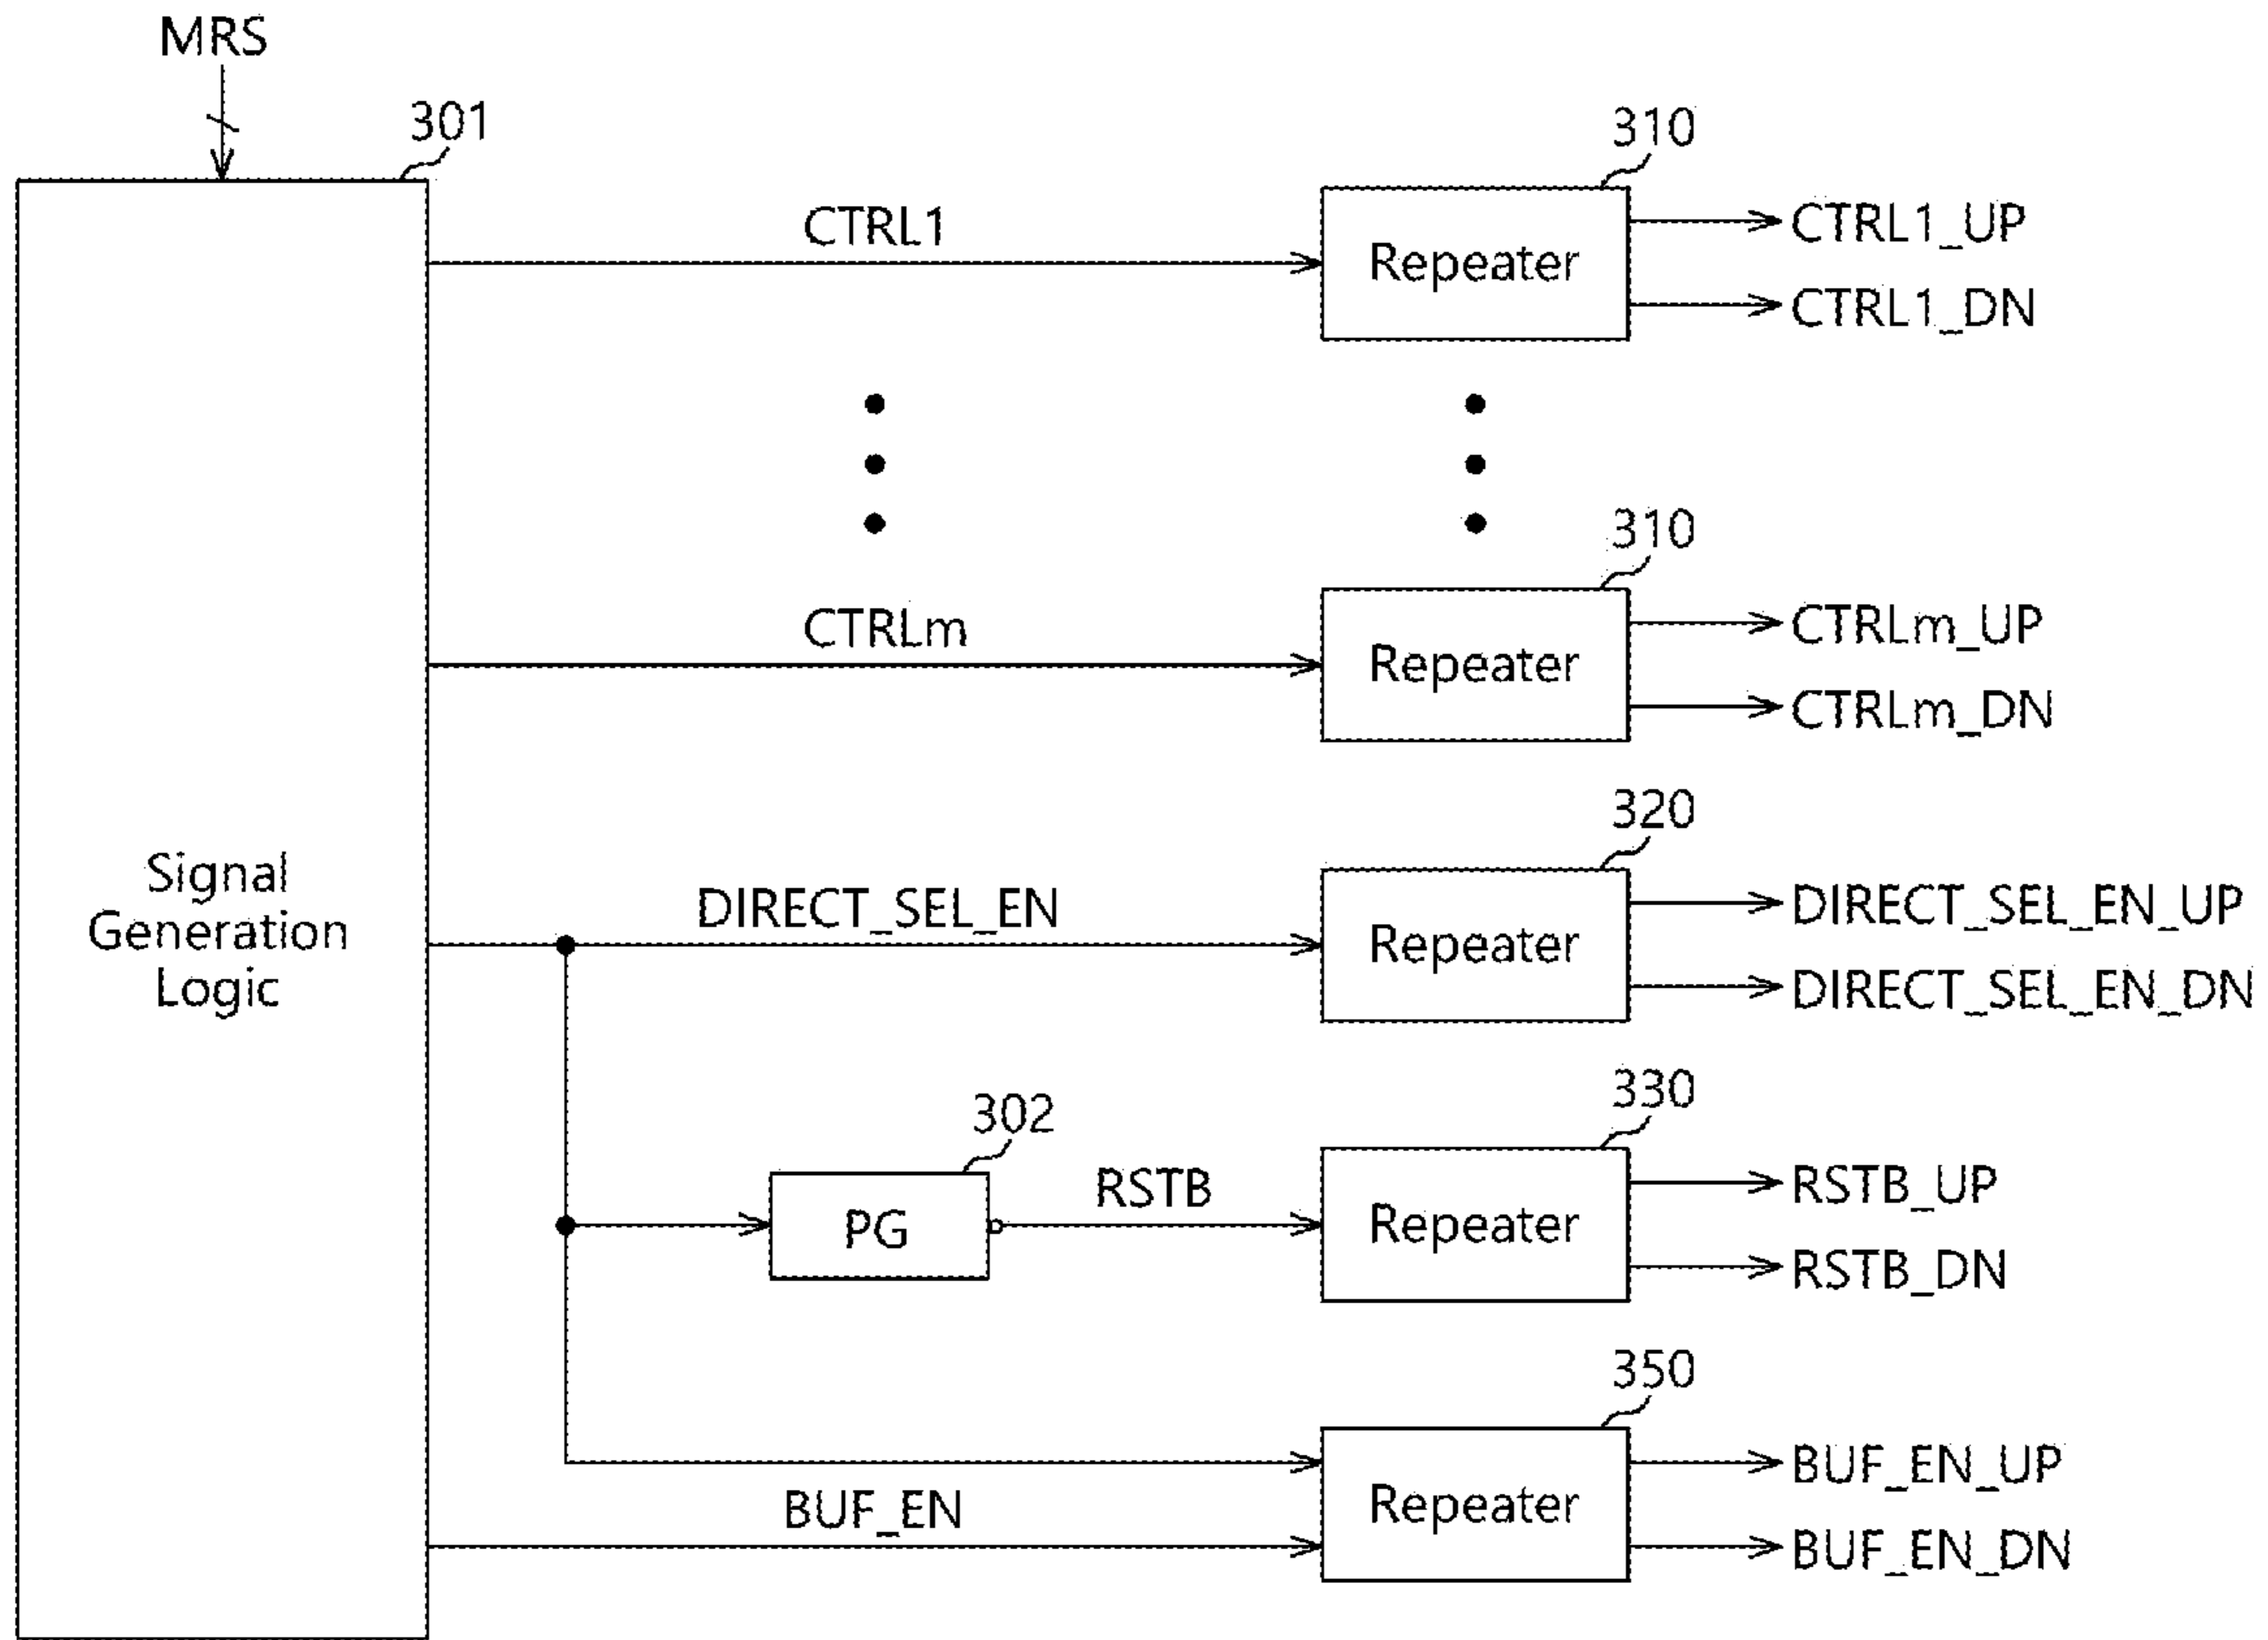 MRS
301
310
CTRL1
Repeater
CTRL1_UP
CTRL1_DN
310
CTRLm
Repeater
CTRLm_UP
CTRLm_DN
Signal
Generation
Logic
320
DIRECT_SEL_EN
Repeater
DIRECT_SEL_EN_UP
DIRECT_SEL_EN_DN
302
PG
RSTB
330
Repeater
RSTB_UP
RSTB_DN
350
BUF_EN
Repeater
BUF_EN_UP
BUF_EN_DN